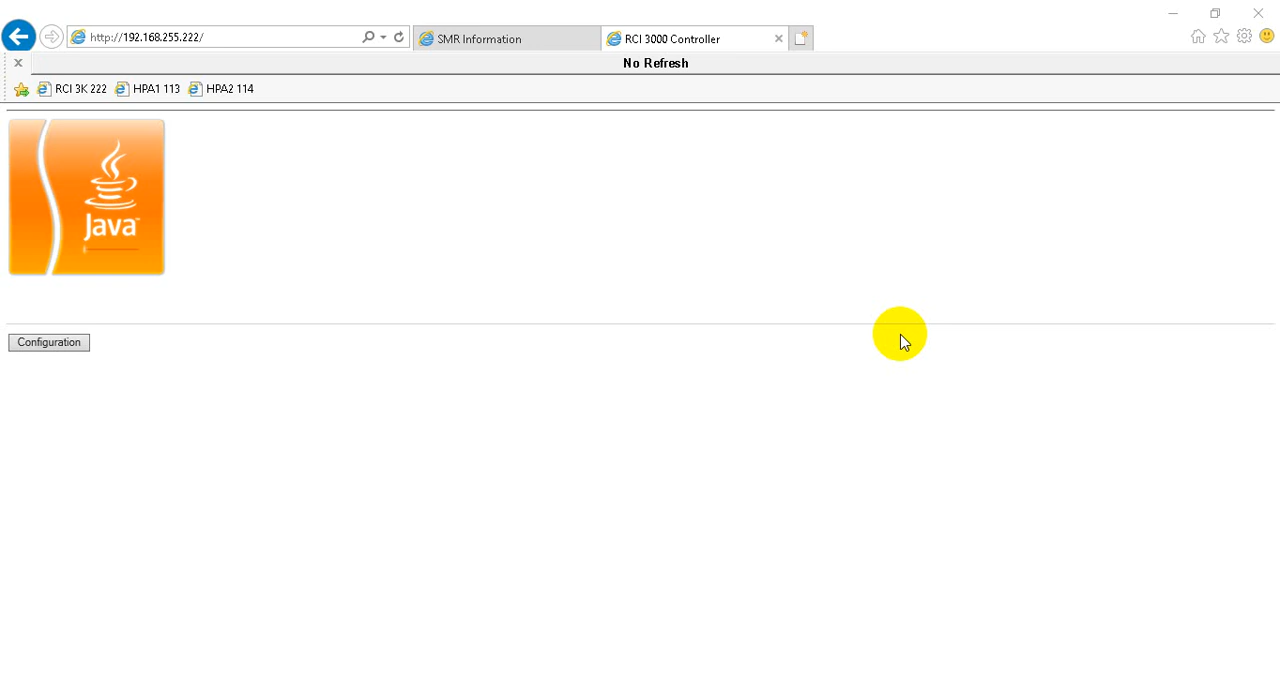 http://192.168.255.222/
SMR Information
RCI 3000 Controller
No Refresh
RCI 3K 222
HPA1 113
HPA2 114
Java™
Configuration